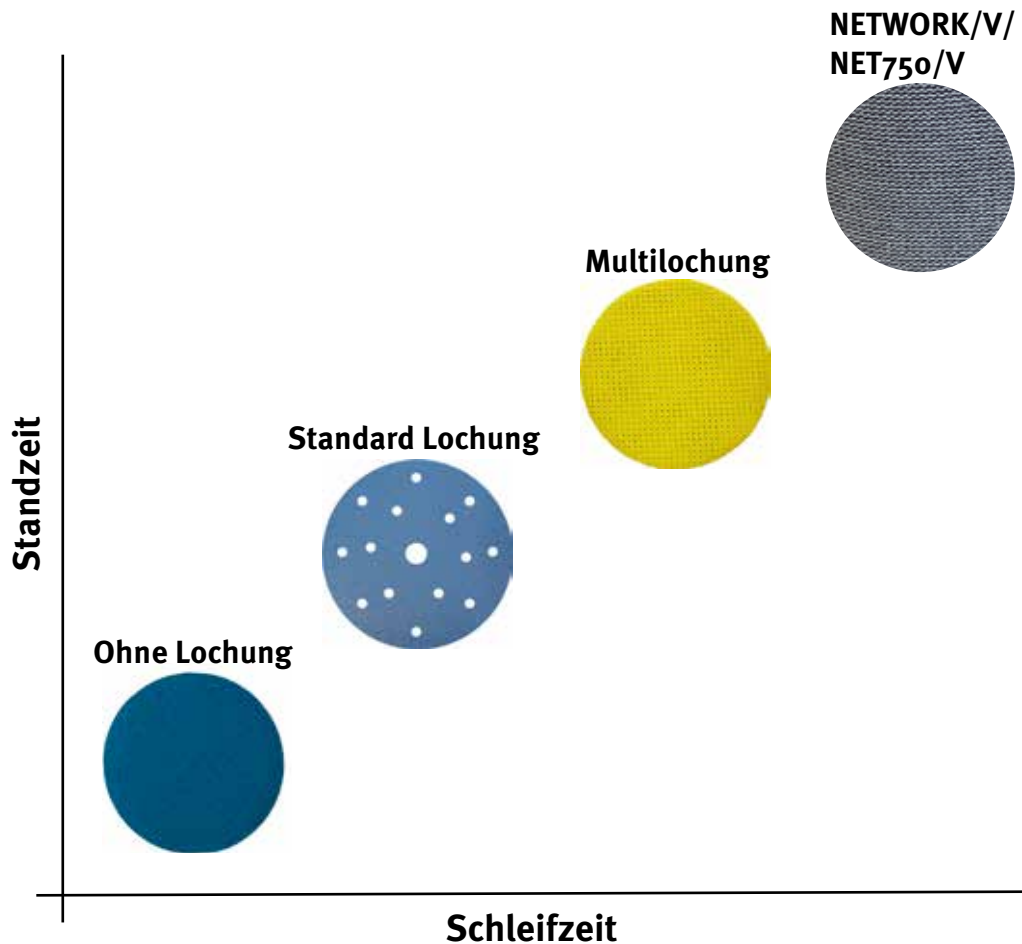 NETWORK/V/
NET750/V
Multilochung
Standard Lochung
Ohne Lochung
Standzeit
Schleifzeit